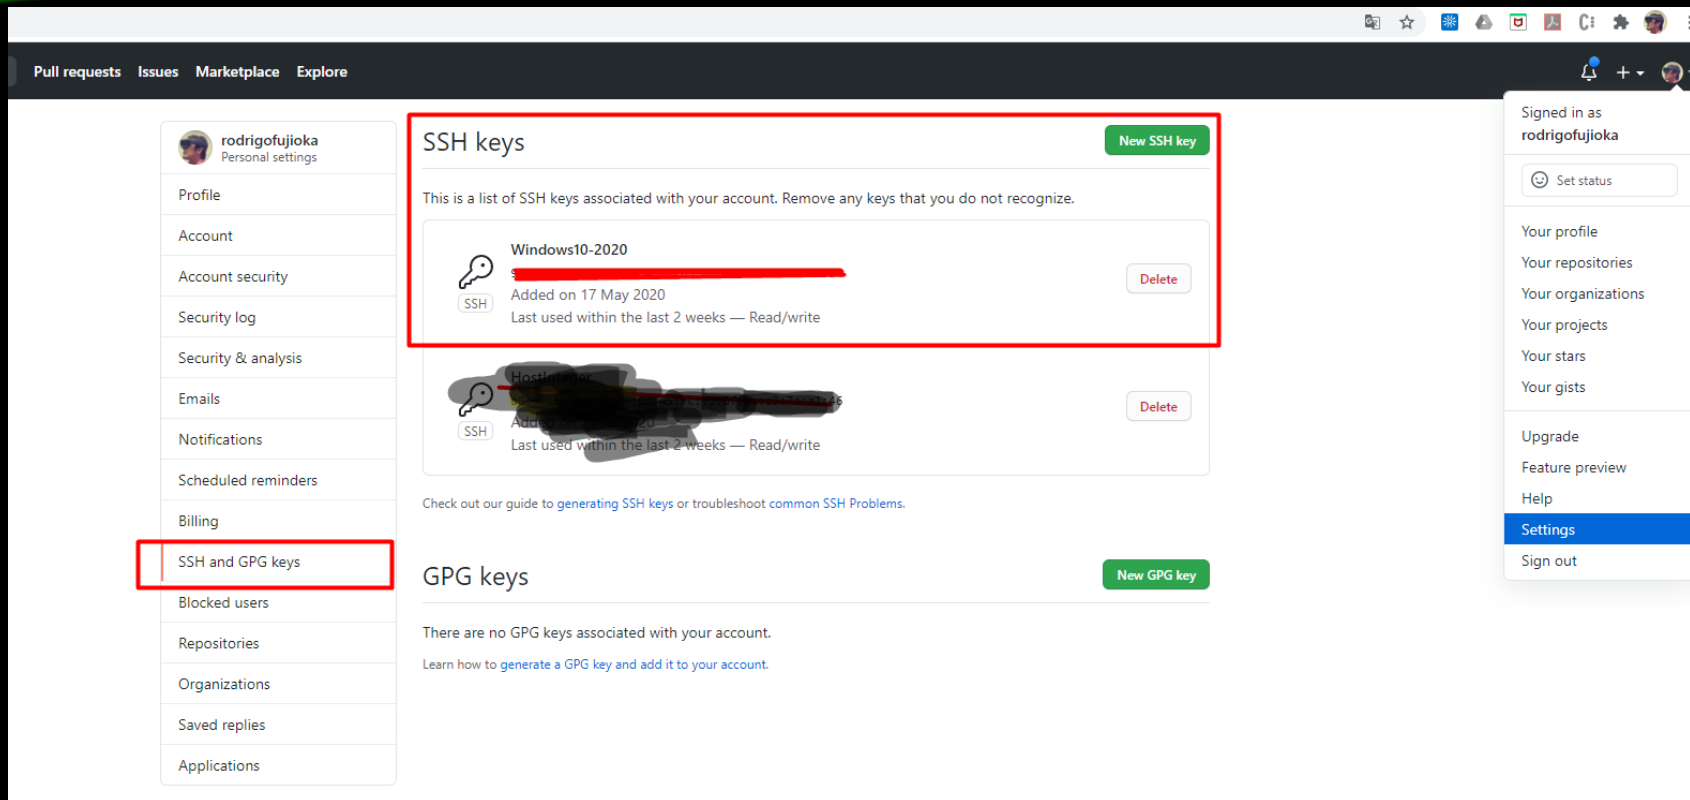 Pull requests Issues Marketplace Explore
Signed in as
rodrigofujioka
Set status
Your profile
Your repositories
Your organizations
Your projects
Your stars
Your gists
Upgrade
Feature preview
Help
Settings
Sign out
rodrigofujioka
Personal settings
Profile
Account
Account security
Security log
Security & analysis
Emails
Notifications
Scheduled reminders
Billing
SSH and GPG keys
Blocked users
Repositories
Organizations
Saved replies
Applications
SSH keys
New SSH key
This is a list of SSH keys associated with your account. Remove any keys that you do not recognize.
Windows10-2020
SSH
Added on 17 May 2020
Last used within the last 2 weeks — Read/write
Delete
HostInteger
SSH
Last used within the last 2 weeks — Read/write
Delete
Check out our guide to generating SSH keys or troubleshoot common SSH Problems.
GPG keys
New GPG key
There are no GPG keys associated with your account.
Learn how to generate a GPG key and add it to your account.